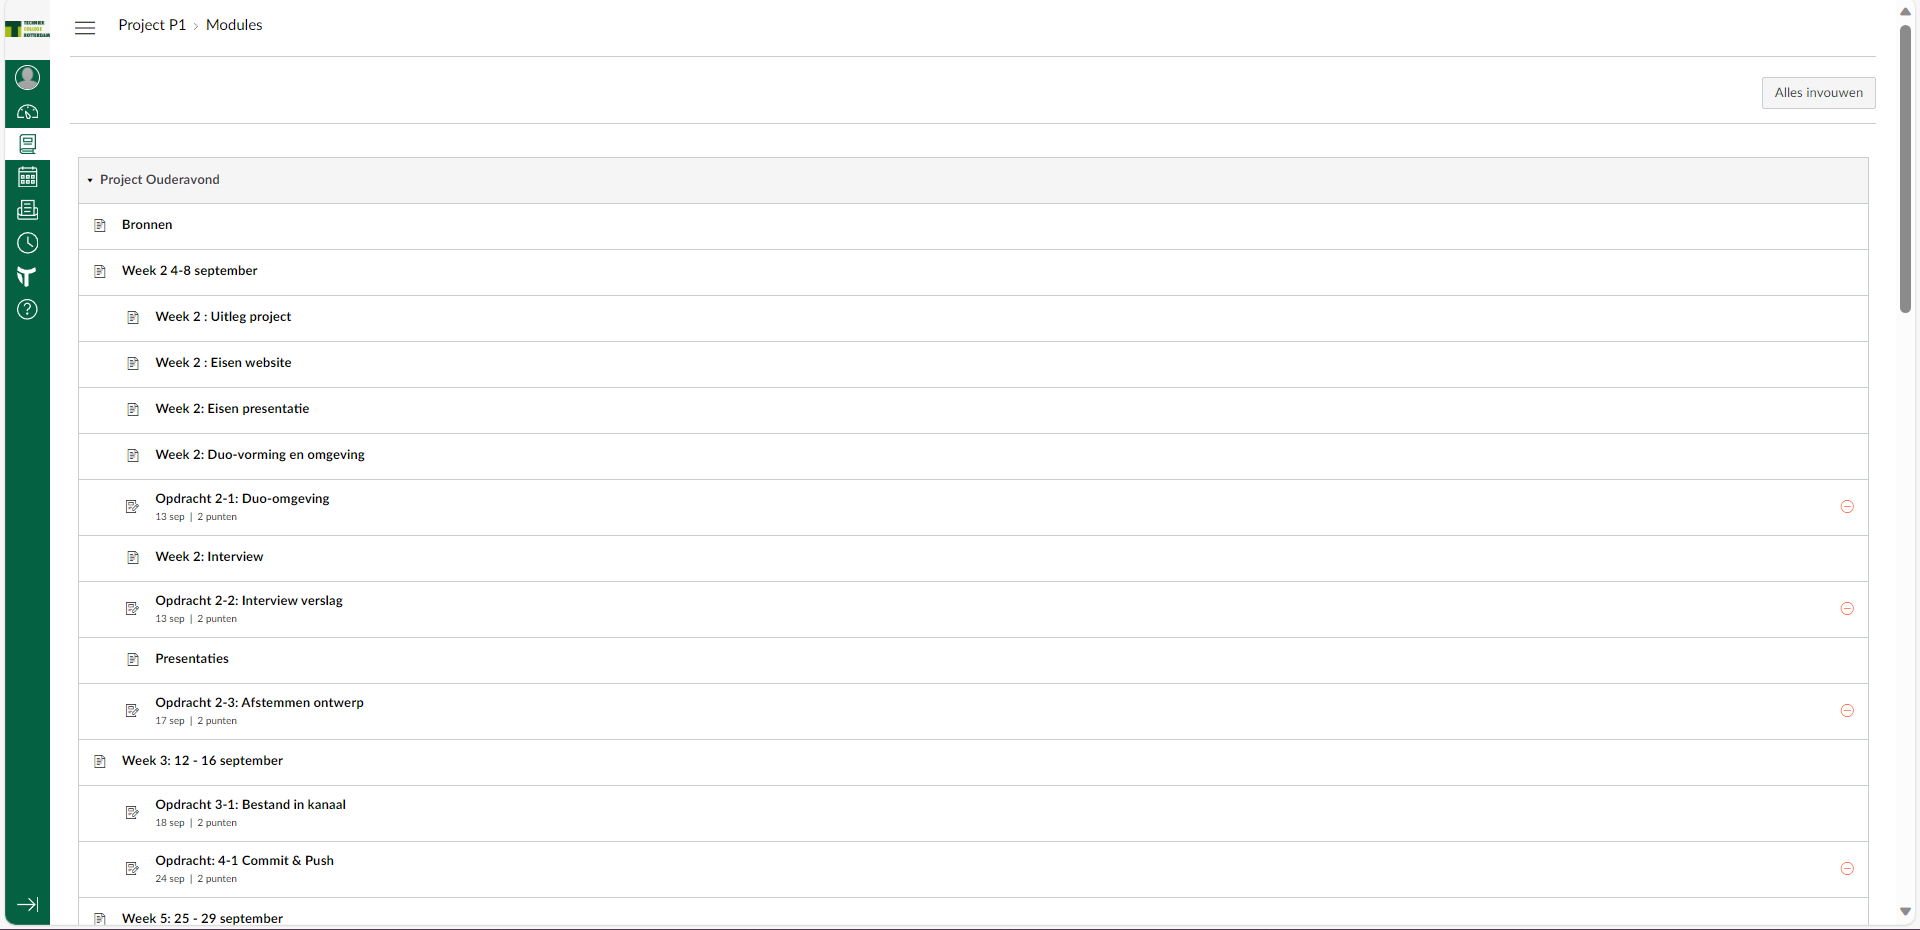 TECHNIEK
COLLEGE
ROTTERDAM
Project P1 › Modules
Alles invouwen
Project Ouderavond
Bronnen
Week 2 4-8 september
Week 2 : Uitleg project
Week 2 : Eisen website
Week 2: Eisen presentatie
Week 2: Duo-vorming en omgeving
Opdracht 2-1: Duo-omgeving
13 sep | 2 punten
Week 2: Interview
Opdracht 2-2: Interview verslag
13 sep | 2 punten
Presentaties
Opdracht 2-3: Afstemmen ontwerp
17 sep | 2 punten
Week 3: 12 - 16 september
Opdracht 3-1: Bestand in kanaal
18 sep | 2 punten
Opdracht: 4-1 Commit & Push
24 sep | 2 punten
Week 5: 25 - 29 september